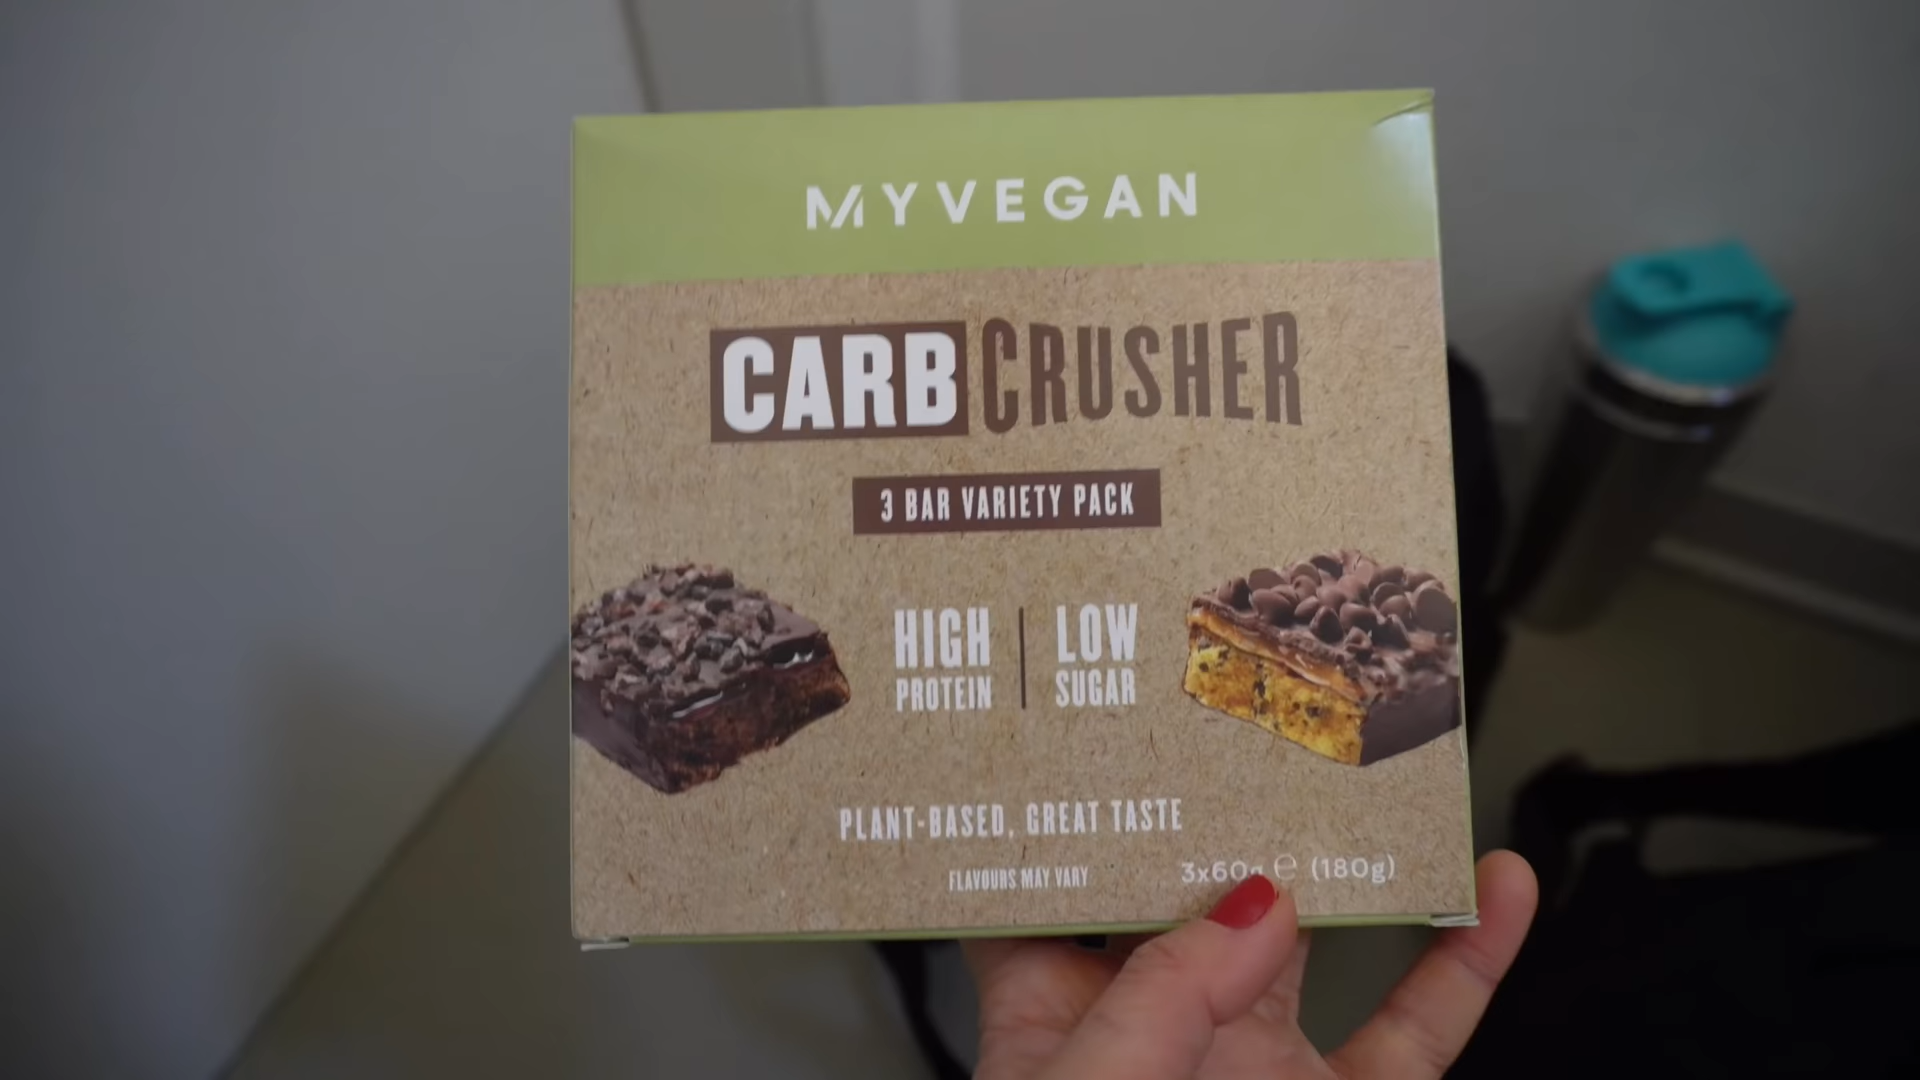 MYVEGAN
CARB CRUSHER
3 BAR VARIETY PACK
HIGH PROTEIN
LOW SUGAR
PLANT-BASED, GREAT TASTE
FLAVOURS MAY VARY
3x60g ℮ (180g)